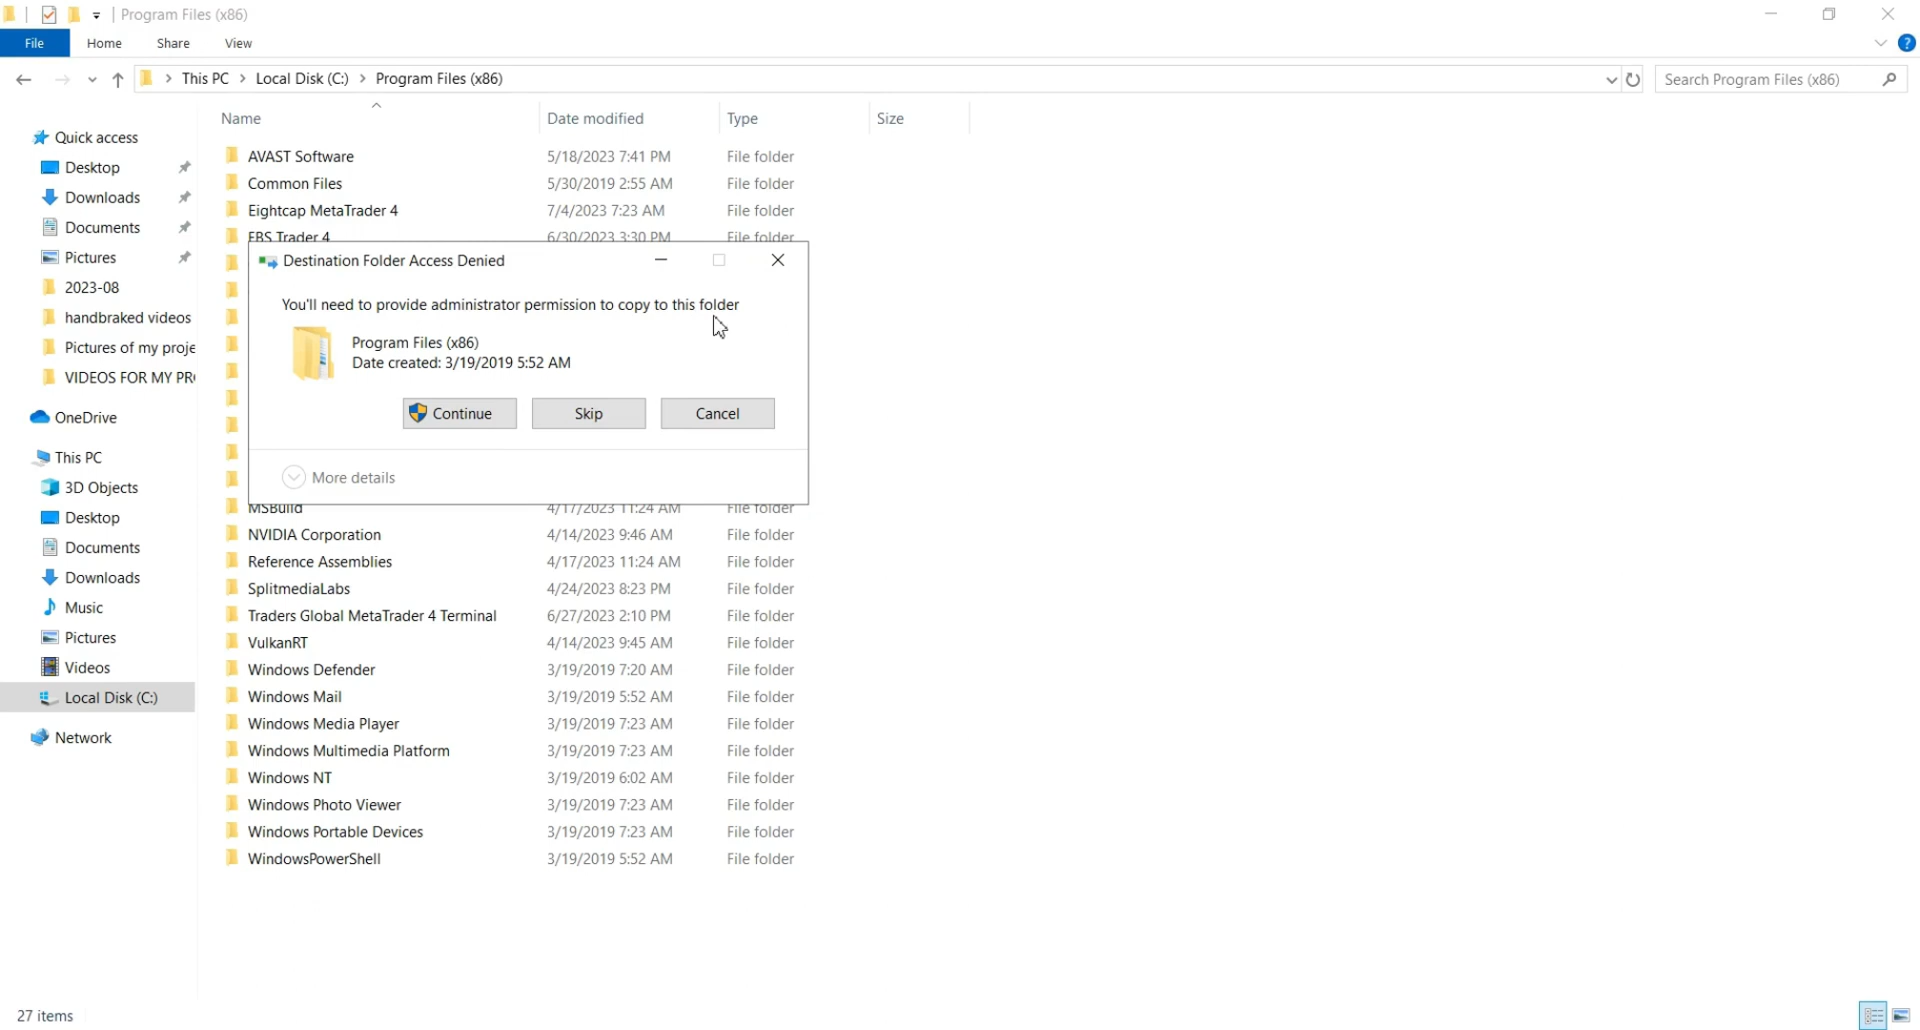 Program Files (x86)
File Home Share View
This PC > Local Disk (C:) > Program Files (x86)
Search Program Files (x86)
Name Date modified Type Size
Quick access
Desktop
Downloads
Documents
Pictures
2023-08
handbraked videos
Pictures of my proje
VIDEOS FOR MY PR
OneDrive
This PC
3D Objects
Desktop
Documents
Downloads
Music
Pictures
Videos
Local Disk (C:)
Network
AVAST Software 5/18/2023 7:41 PM File folder
Common Files 5/30/2019 2:55 AM File folder
Eightcap MetaTrader 4 7/4/2023 7:23 AM File folder
FBS Trader 4 6/30/2023 3:30 PM File folder
Destination Folder Access Denied
You'll need to provide administrator permission to copy to this folder
Program Files (x86)
Date created: 3/19/2019 5:52 AM
Continue Skip Cancel
More details
MSBuild 4/17/2023 11:24 AM File folder
NVIDIA Corporation 4/14/2023 9:46 AM File folder
Reference Assemblies 4/17/2023 11:24 AM File folder
SplitmediaLabs 4/24/2023 8:23 PM File folder
Traders Global MetaTrader 4 Terminal 6/27/2023 2:10 PM File folder
VulkanRT 4/14/2023 9:45 AM File folder
Windows Defender 3/19/2019 7:20 AM File folder
Windows Mail 3/19/2019 5:52 AM File folder
Windows Media Player 3/19/2019 7:23 AM File folder
Windows Multimedia Platform 3/19/2019 7:23 AM File folder
Windows NT 3/19/2019 6:02 AM File folder
Windows Photo Viewer 3/19/2019 7:23 AM File folder
Windows Portable Devices 3/19/2019 7:23 AM File folder
WindowsPowerShell 3/19/2019 5:52 AM File folder
27 items